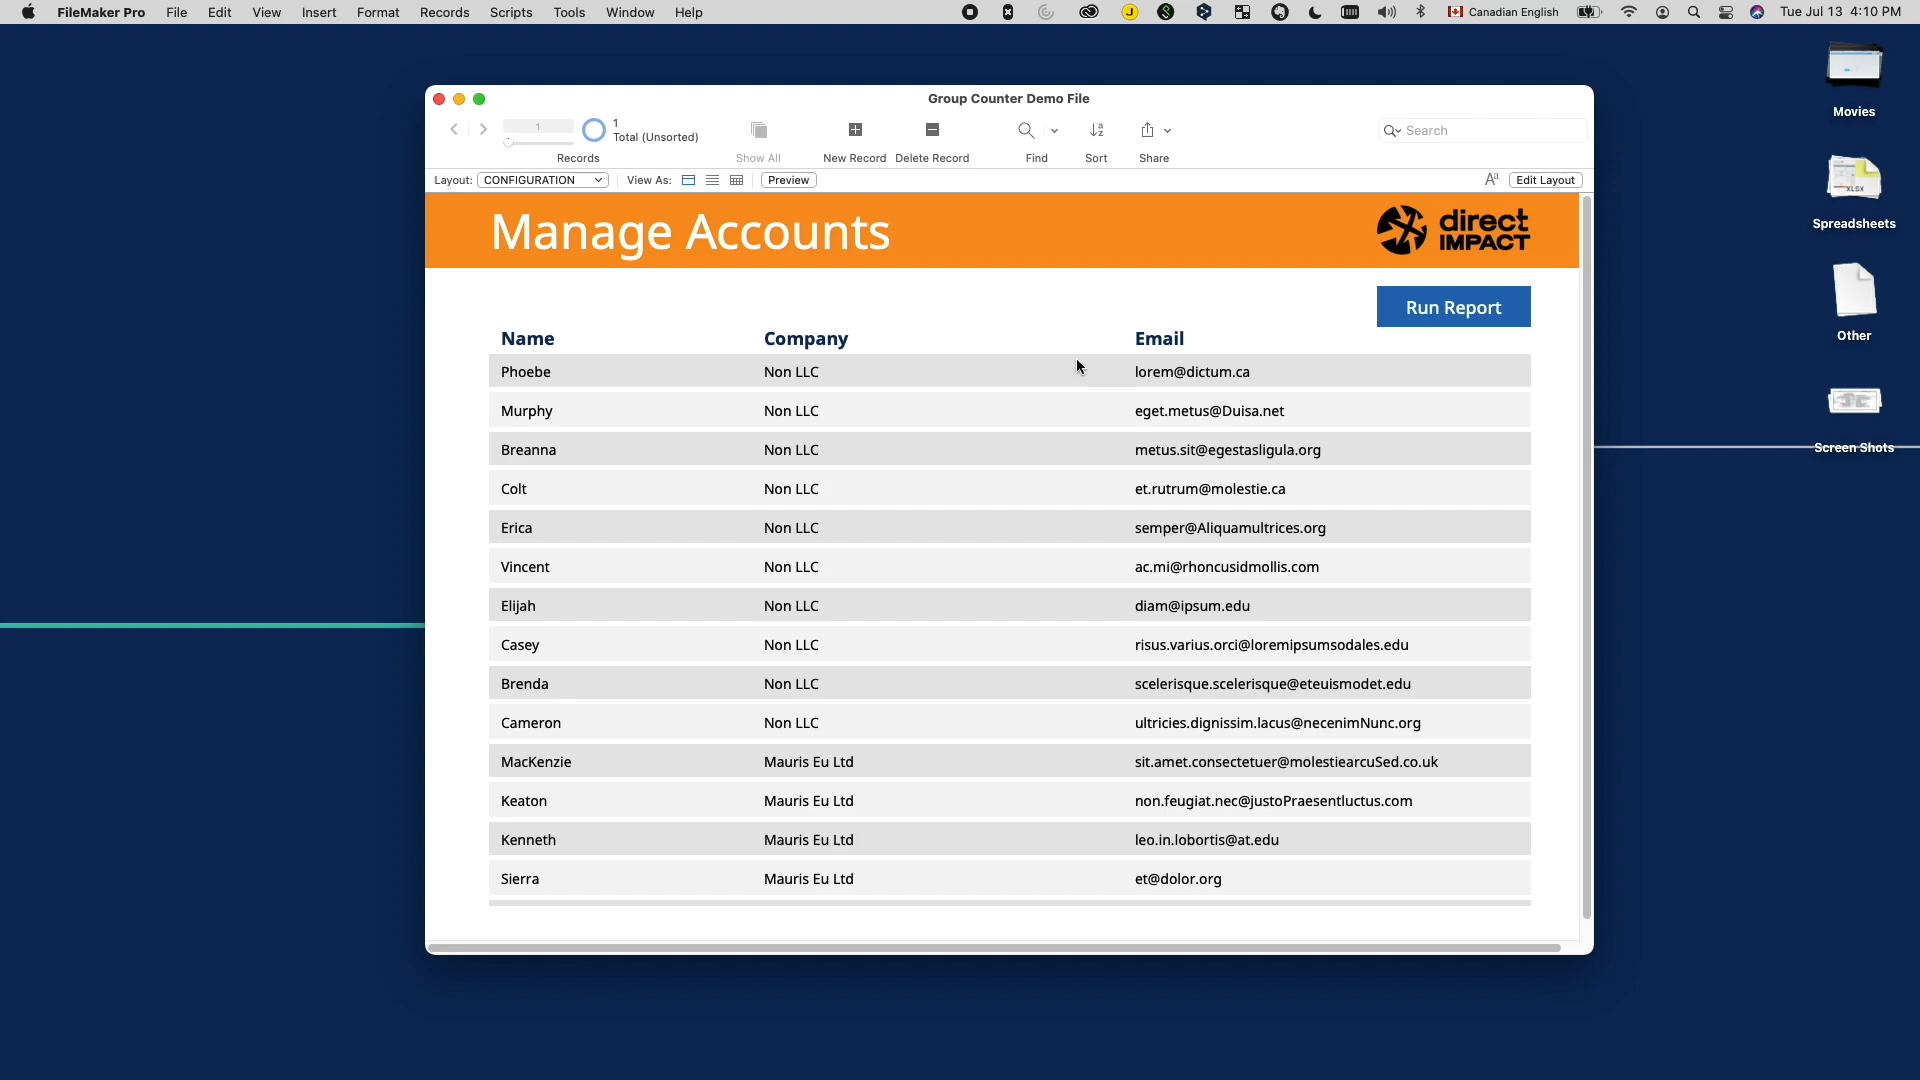 FileMaker Pro File Edit View Insert Format Records Scripts Tools Window Help Canadian English Tue Jul 13 4:10 PM
Group Counter Demo File
1
1
Total (Unsorted)
Records Show All New Record Delete Record Find Sort Share
Search
Layout: CONFIGURATION View As: Preview Aa Edit Layout
Manage Accounts
direct
IMPACT
Run Report
Name Company Email
Phoebe Non LLC lorem@dictum.ca
Murphy Non LLC eget.metus@Duisa.net
Breanna Non LLC metus.sit@egestasligula.org
Colt Non LLC et.rutrum@molestie.ca
Erica Non LLC semper@Aliquamultrices.org
Vincent Non LLC ac.mi@rhoncusidmollis.com
Elijah Non LLC diam@ipsum.edu
Casey Non LLC risus.varius.orci@loremipsumsodales.edu
Brenda Non LLC scelerisque.scelerisque@eteuismodet.edu
Cameron Non LLC ultricies.dignissim.lacus@necenimNunc.org
MacKenzie Mauris Eu Ltd sit.amet.consectetuer@molestiearcuSed.co.uk
Keaton Mauris Eu Ltd non.feugiat.nec@justoPraesentluctus.com
Kenneth Mauris Eu Ltd leo.in.lobortis@at.edu
Sierra Mauris Eu Ltd et@dolor.org
Movies
XLSX
Spreadsheets
Other
Screen Shots